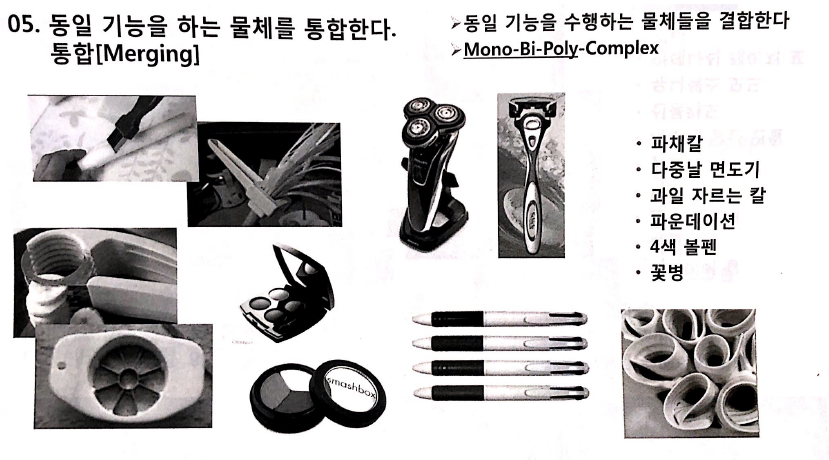 05. 동일 기능을 하는 물체를 통합한다.
통합[Merging]
➢동일 기능을 수행하는 물체들을 결합한다
➢Mono-Bi-Poly-Complex
• 파채칼
• 다중날 면도기
• 과일 자르는 칼
• 파운데이션
• 4색 볼펜
• 꽃병
smashbox